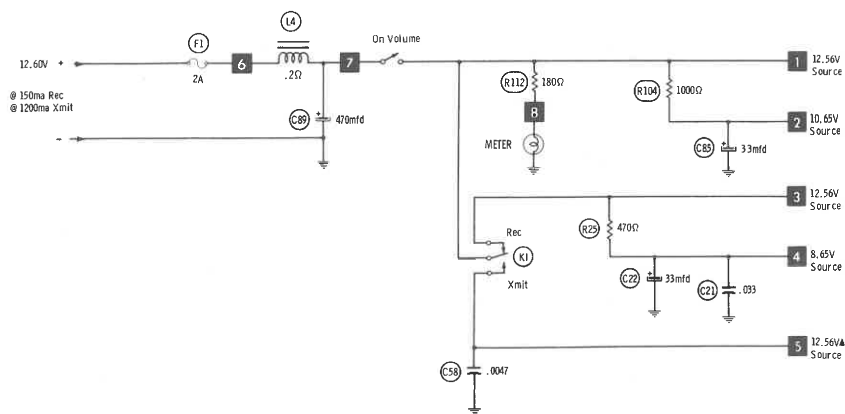 L4
F1
On Volume
12.60V +
6
7
1
12.56V
Source
2A
.2Ω
R112
180Ω
R104
1000Ω
@ 150ma Rec
@ 1200ma Xmit
8
C89
+
470mfd
2
10.65V
Source
-
METER
C85
+
33mfd
3
12.56V
Source
Rec
R25
470Ω
K1
4
8.65V
Source
Xmit
C22
+
33mfd
C21
.033
5
12.56V▲
Source
C58
.0047